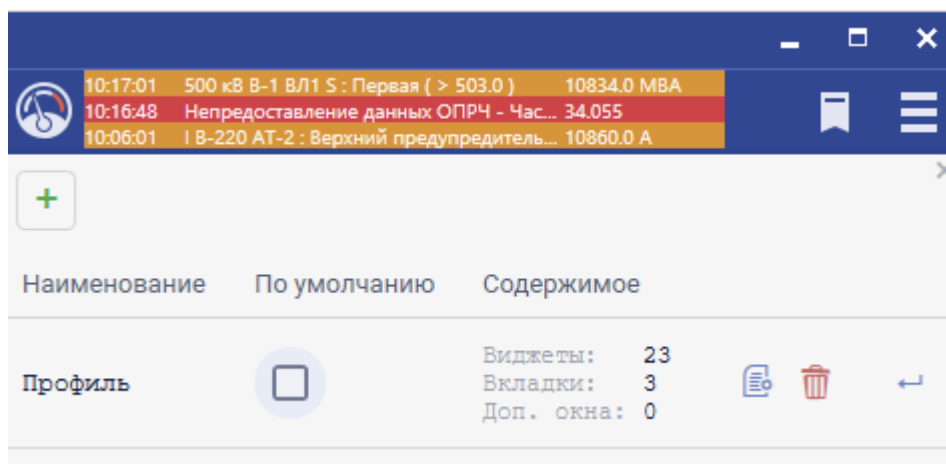 10:17:01 500 кВ В-1 ВЛ1 S : Первая ( > 503.0 ) 10834.0 МВА
10:16:48 Непредоставление данных ОПРЧ - Час... 34.055
10:06:01 I В-220 АТ-2 : Верхний предупредитель... 10860.0 А
Наименование По умолчанию Содержимое
Профиль
Виджеты: 23
Вкладки: 3
Доп. окна: 0